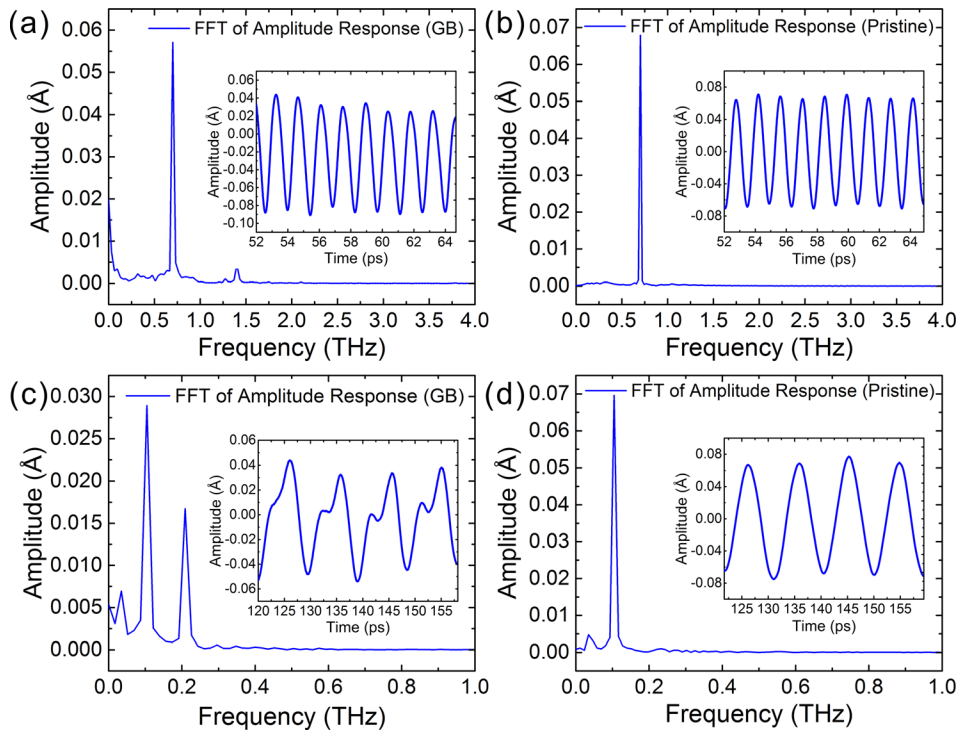 (a)
FFT of Amplitude Response (GB)
Amplitude (Å)
0.06
0.05
0.04
0.03
0.02
0.01
0.00
0.0 0.5 1.0 1.5 2.0 2.5 3.0 3.5 4.0
Frequency (THz)
Amplitude (Å)
0.06
0.04
0.02
0.00
-0.02
-0.04
-0.06
-0.08
-0.10
52 54 56 58 60 62 64
Time (ps)
(b)
FFT of Amplitude Response (Pristine)
Amplitude (Å)
0.07
0.06
0.05
0.04
0.03
0.02
0.01
0.00
0.0 0.5 1.0 1.5 2.0 2.5 3.0 3.5 4.0
Frequency (THz)
Amplitude (Å)
0.08
0.04
0.00
-0.04
-0.08
52 54 56 58 60 62 64
Time (ps)
(c)
FFT of Amplitude Response (GB)
Amplitude (Å)
0.030
0.025
0.020
0.015
0.010
0.005
0.000
0.0 0.2 0.4 0.6 0.8 1.0
Frequency (THz)
Amplitude (Å)
0.06
0.04
0.02
0.00
-0.02
-0.04
-0.06
120 125 130 135 140 145 150 155
Time (ps)
(d)
FFT of Amplitude Response (Pristine)
Amplitude (Å)
0.07
0.06
0.05
0.04
0.03
0.02
0.01
0.00
0.0 0.2 0.4 0.6 0.8 1.0
Frequency (THz)
Amplitude (Å)
0.08
0.04
0.00
-0.04
-0.08
125 130 135 140 145 150 155
Time (ps)